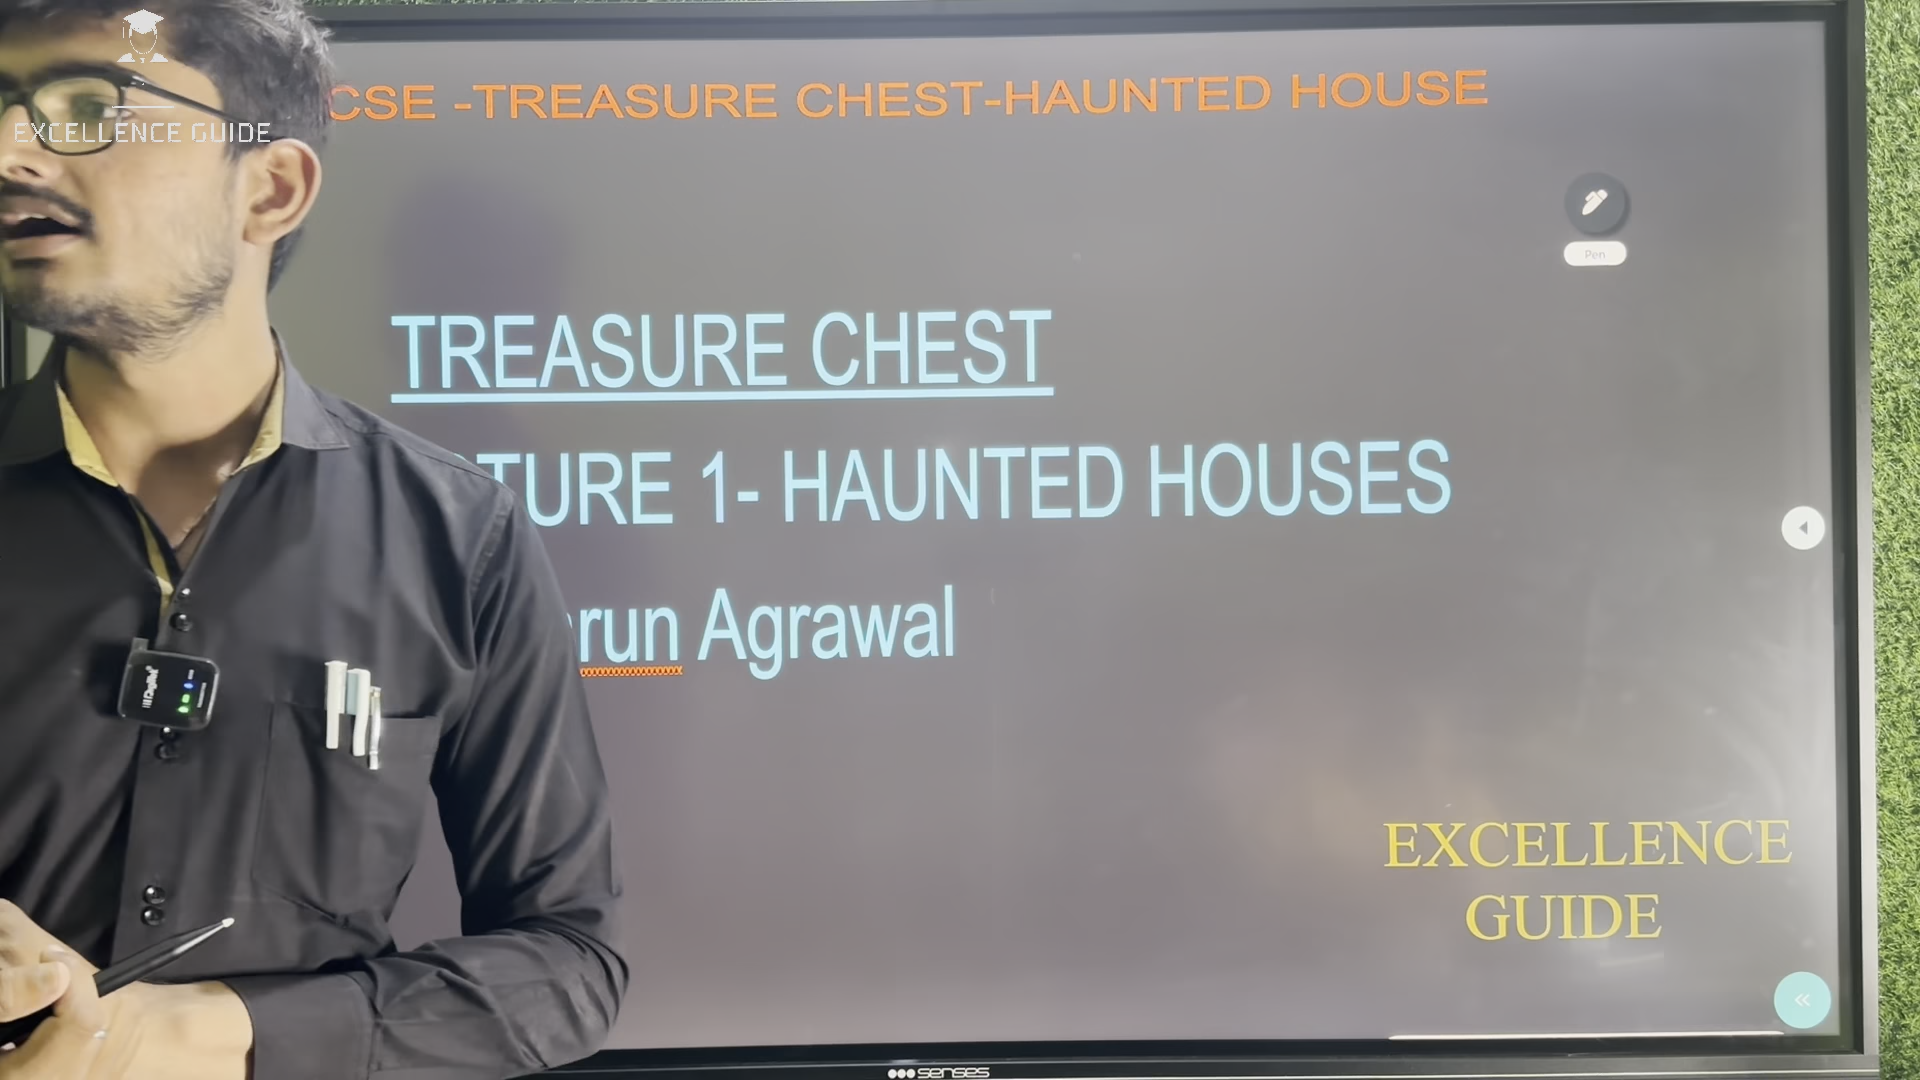 EXCELLENCE GUIDE
CSE -TREASURE CHEST-HAUNTED HOUSE
Pen
TREASURE CHEST
TURE 1- HAUNTED HOUSES
run Agrawal
EXCELLENCE
GUIDE
senses